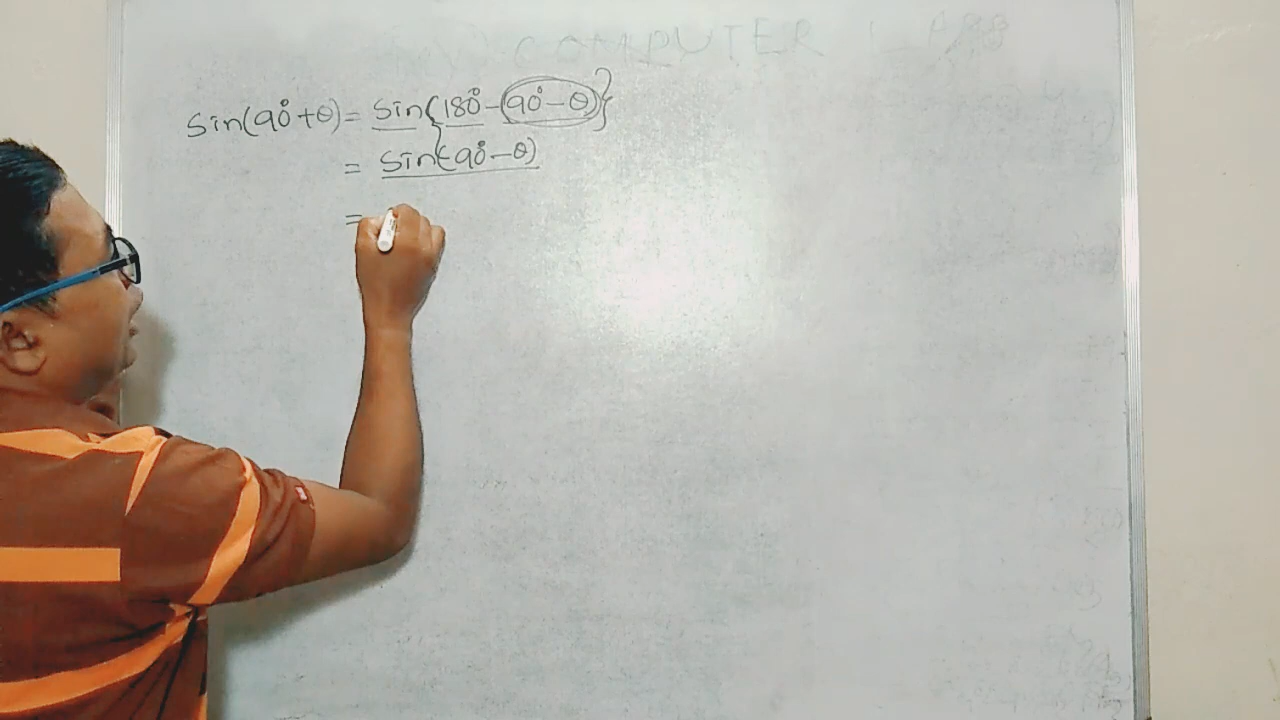 COMPUTER LAB
sin(90°+θ) = sin{180°-(90°-θ)}
= sin(90°-θ)
=